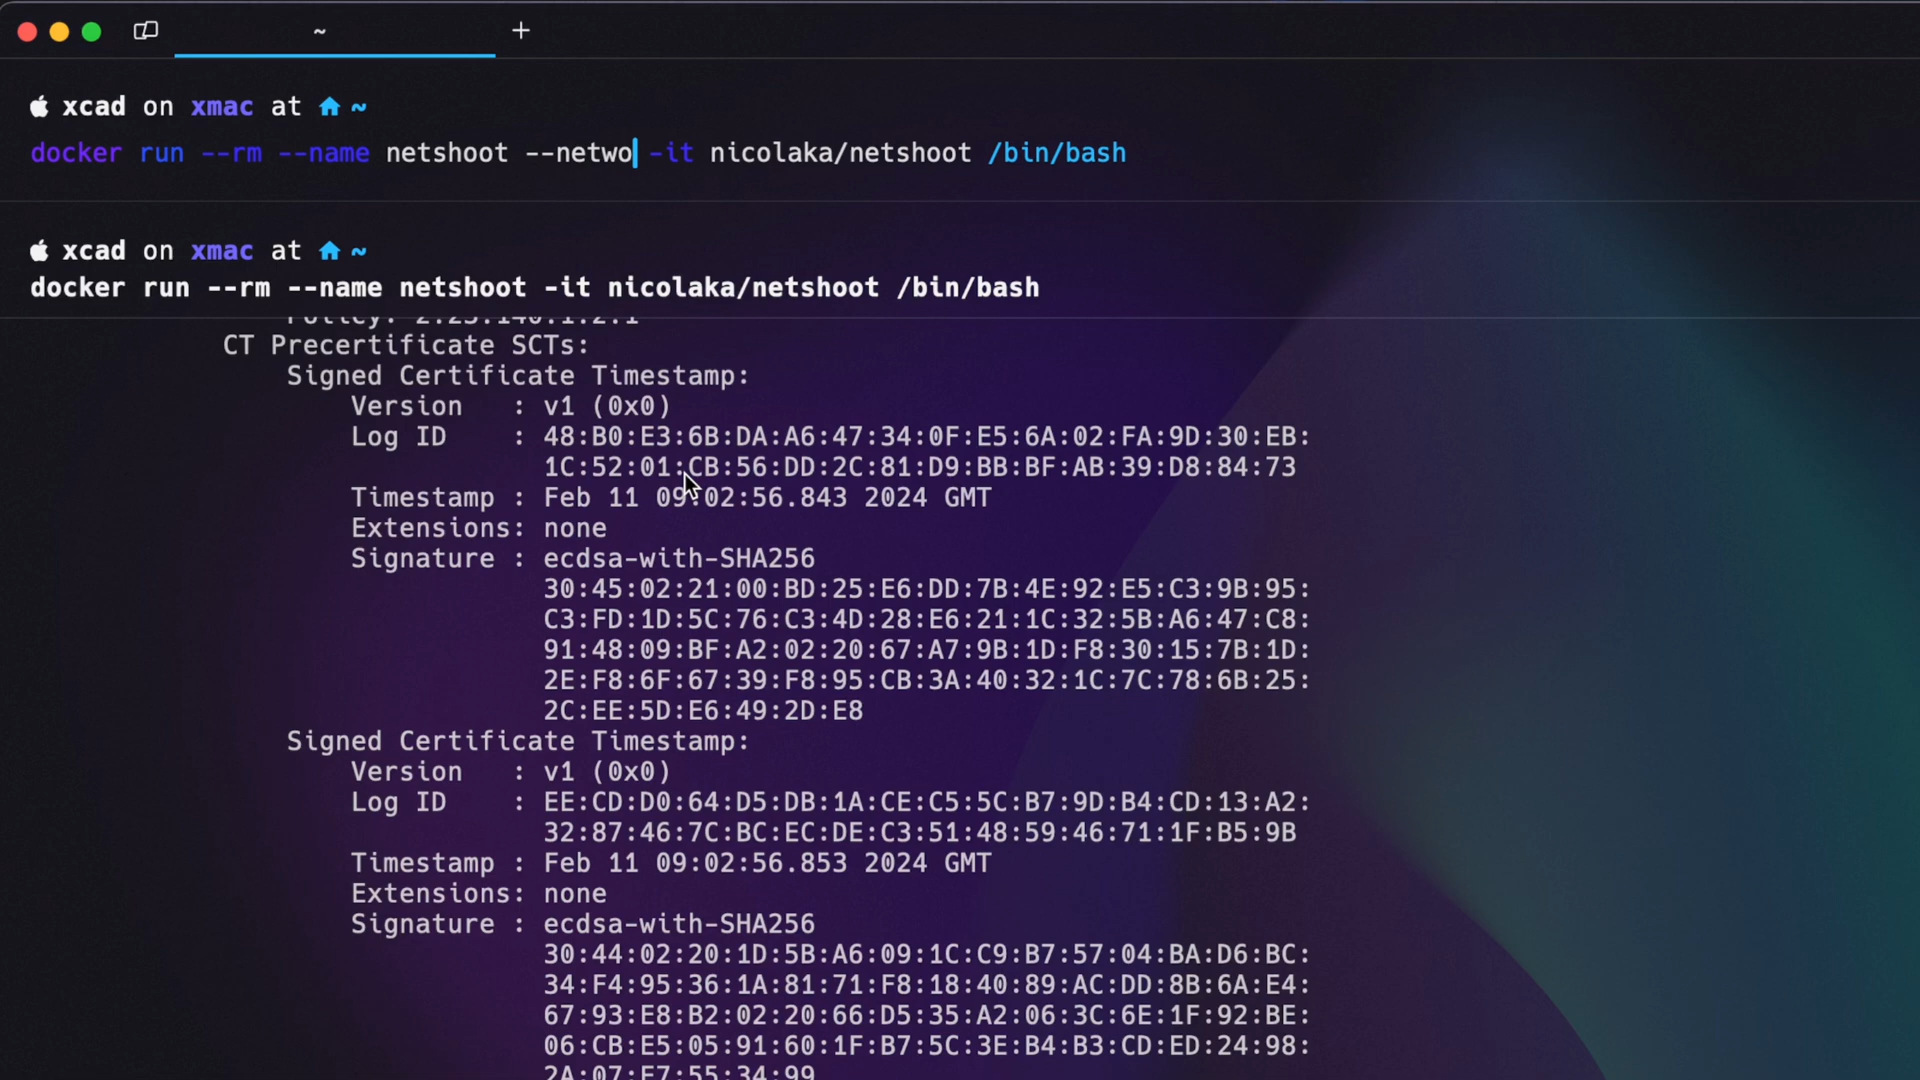 ~ +
xcad on xmac at ~
docker run --rm --name netshoot --netwo -it nicolaka/netshoot /bin/bash
xcad on xmac at ~
docker run --rm --name netshoot -it nicolaka/netshoot /bin/bash
Policy: 2.23.140.1.2.1
CT Precertificate SCTs:
Signed Certificate Timestamp:
Version : v1 (0x0)
Log ID : 48:B0:E3:6B:DA:A6:47:34:0F:E5:6A:02:FA:9D:30:EB:
1C:52:01:CB:56:DD:2C:81:D9:BB:BF:AB:39:D8:84:73
Timestamp : Feb 11 09:02:56.843 2024 GMT
Extensions: none
Signature : ecdsa-with-SHA256
30:45:02:21:00:BD:25:E6:DD:7B:4E:92:E5:C3:9B:95:
C3:FD:1D:5C:76:C3:4D:28:E6:21:1C:32:5B:A6:47:C8:
91:48:09:BF:A2:02:20:67:A7:9B:1D:F8:30:15:7B:1D:
2E:F8:6F:67:39:F8:95:CB:3A:40:32:1C:7C:78:6B:25:
2C:EE:5D:E6:49:2D:E8
Signed Certificate Timestamp:
Version : v1 (0x0)
Log ID : EE:CD:D0:64:D5:DB:1A:CE:C5:5C:B7:9D:B4:CD:13:A2:
32:87:46:7C:BC:EC:DE:C3:51:48:59:46:71:1F:B5:9B
Timestamp : Feb 11 09:02:56.853 2024 GMT
Extensions: none
Signature : ecdsa-with-SHA256
30:44:02:20:1D:5B:A6:09:1C:C9:B7:57:04:BA:D6:BC:
34:F4:95:36:1A:81:71:F8:18:40:89:AC:DD:8B:6A:E4:
67:93:E8:B2:02:20:66:D5:35:A2:06:3C:6E:1F:92:BE:
06:CB:E5:05:91:60:1F:B7:5C:3E:B4:B3:CD:ED:24:98:
2A:07:F7:55:34:99